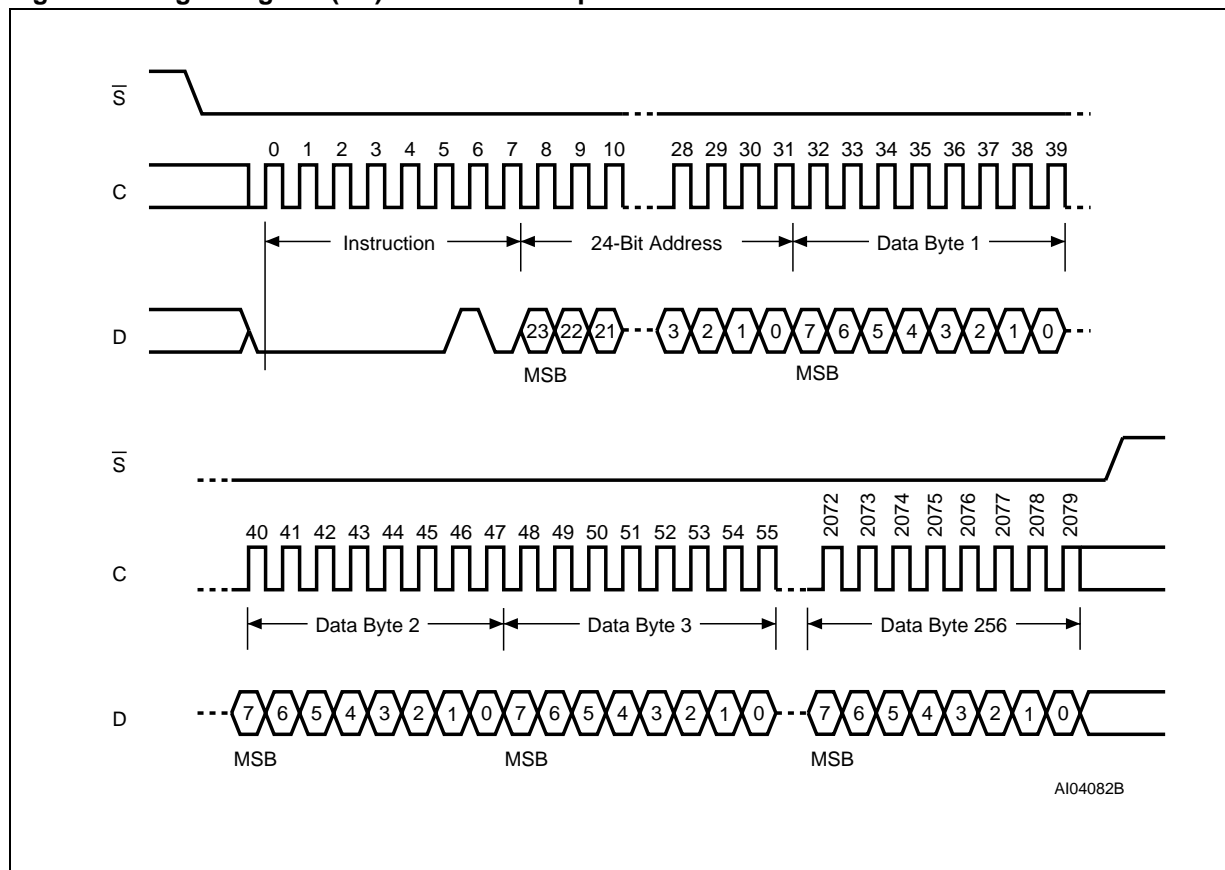 S
0 1 2 3 4 5 6 7 8 9 10 28 29 30 31 32 33 34 35 36 37 38 39
C
Instruction 24-Bit Address Data Byte 1
D 23 22 21 3 2 1 0 7 6 5 4 3 2 1 0
MSB MSB
S
2072 2073 2074 2075 2076 2077 2078 2079
40 41 42 43 44 45 46 47 48 49 50 51 52 53 54 55
C
Data Byte 2 Data Byte 3 Data Byte 256
D 7 6 5 4 3 2 1 0 7 6 5 4 3 2 1 0 7 6 5 4 3 2 1 0
MSB MSB MSB
AI04082B